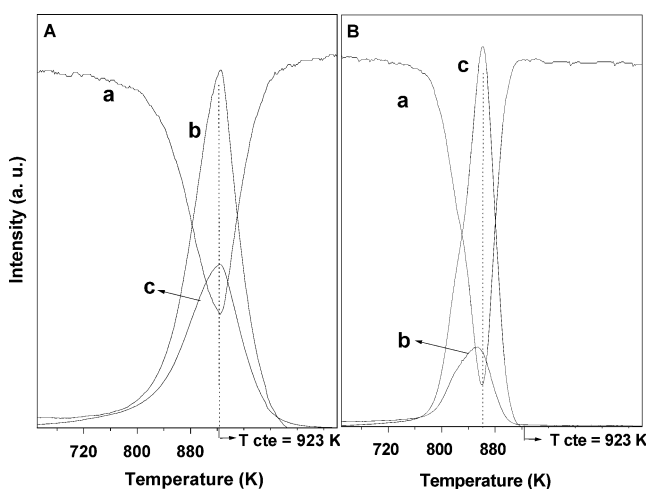 A
B
a
b
c
a
c
b
Intensity (a. u.)
T cte = 923 K
T cte = 923 K
720 800 880
720 800 880
Temperature (K)
Temperature (K)